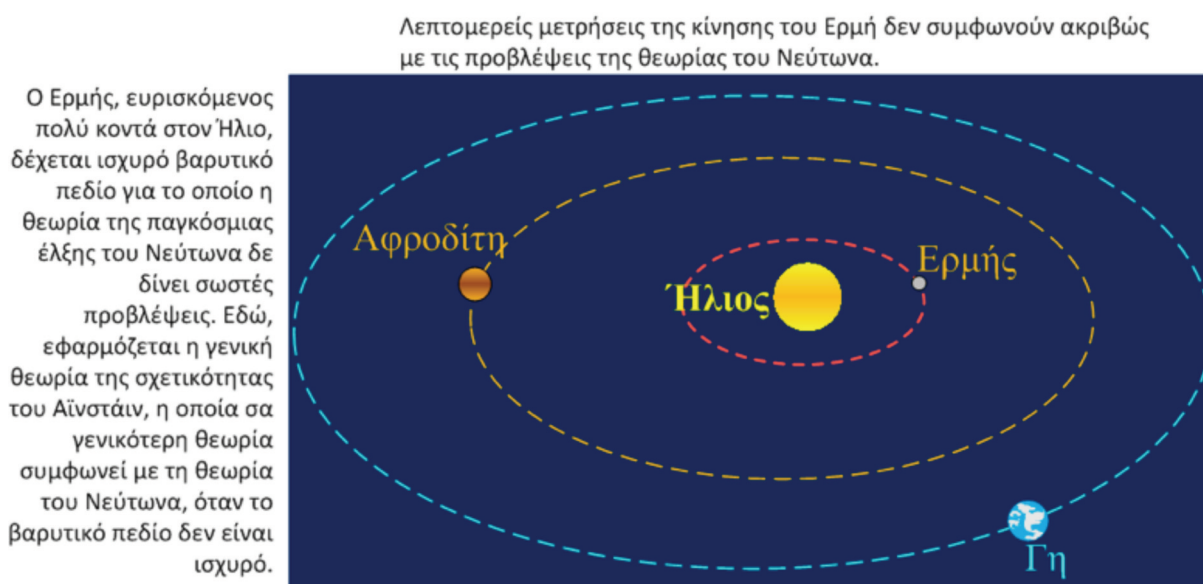 Λεπτομερείς μετρήσεις της κίνησης του Ερμή δεν συμφωνούν ακριβώς
με τις προβλέψεις της θεωρίας του Νεύτωνα.
Ο Ερμής, ευρισκόμενος
πολύ κοντά στον Ήλιο,
δέχεται ισχυρό βαρυτικό
πεδίο για το οποίο η
θεωρία της παγκόσμιας
έλξης του Νεύτωνα δε
δίνει σωστές
προβλέψεις. Εδώ,
εφαρμόζεται η γενική
θεωρία της σχετικότητας
του Αϊνστάιν, η οποία σα
γενικότερη θεωρία
συμφωνεί με τη θεωρία
του Νεύτωνα, όταν το
βαρυτικό πεδίο δεν είναι
ισχυρό.
Αφροδίτη
Ερμής
Ήλιος
Γη